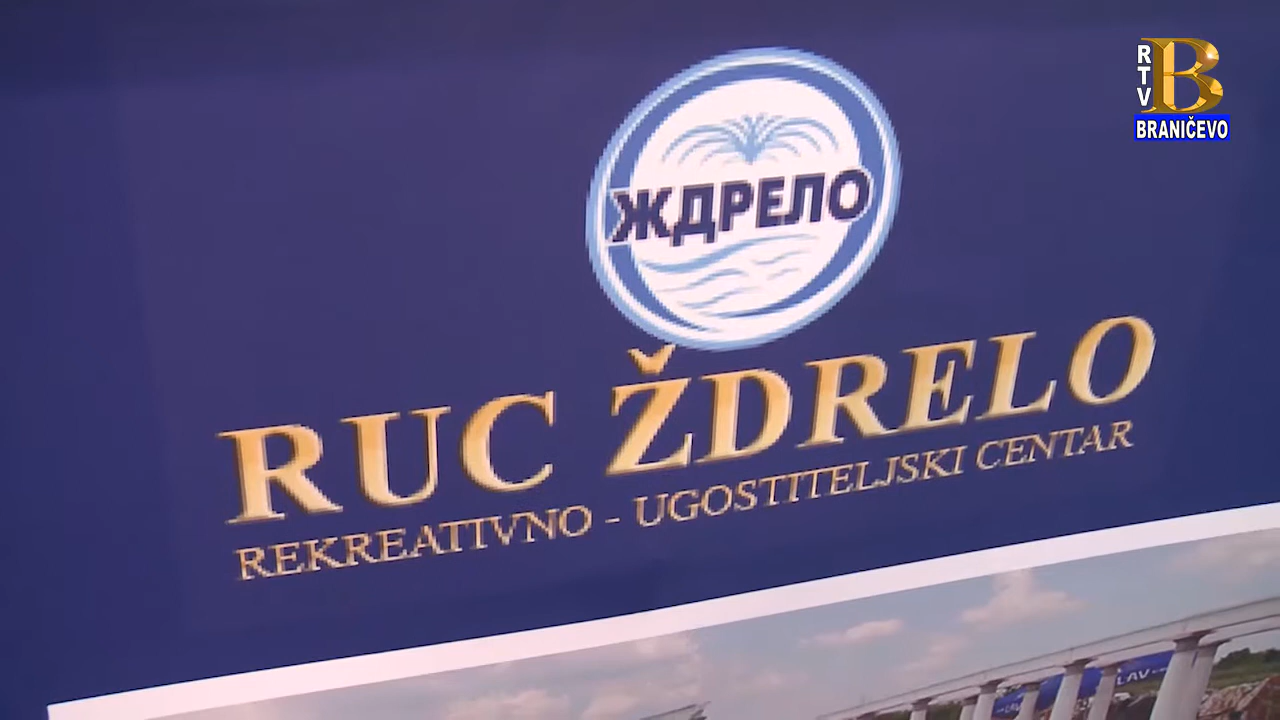 RTV B
BRANIČEVO
ЖДРЕЛО
RUC ŽDRELO
REKREATIVNO - UGOSTITELJSKI CENTAR